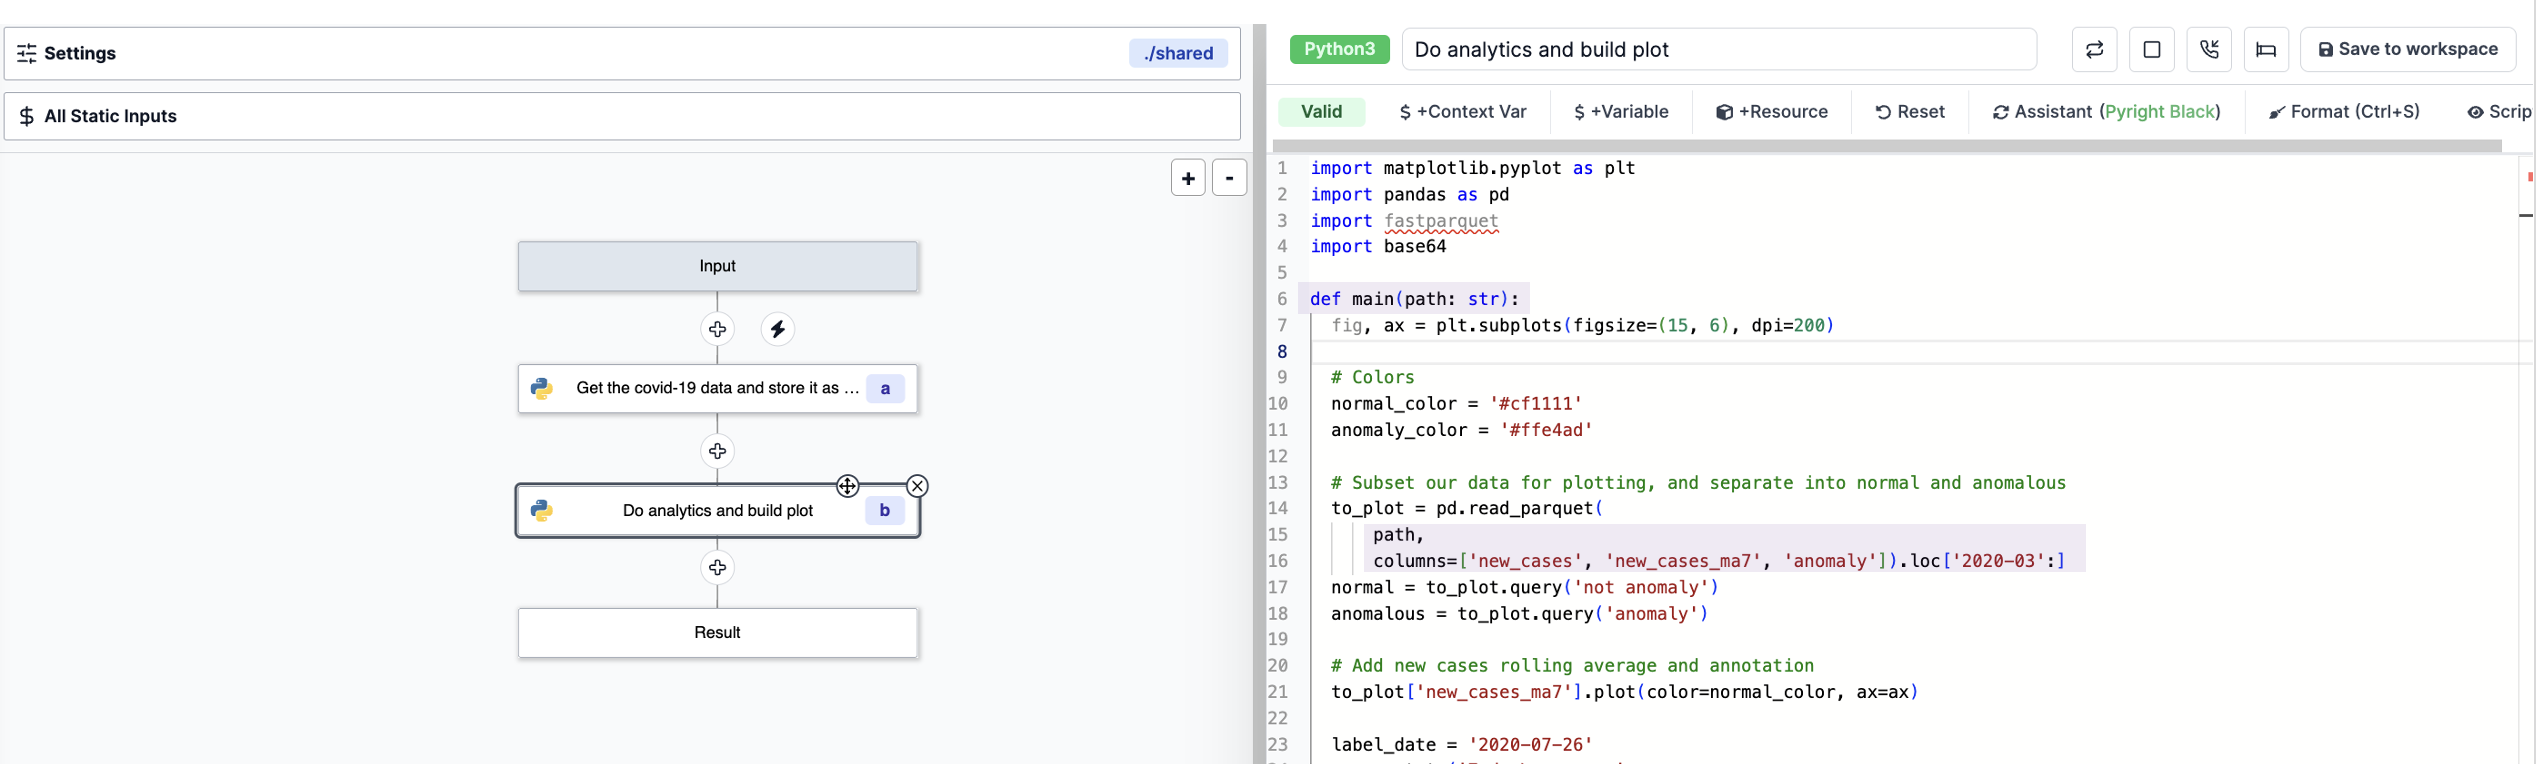 Settings
./shared
All Static Inputs
+
-
Input
Get the covid-19 data and store it as ...
a
Do analytics and build plot
b
Result
Python3
Do analytics and build plot
Save to workspace
Valid
$ +Context Var
$ +Variable
+Resource
Reset
Assistant (Pyright Black)
Format (Ctrl+S)
Scrip
1 import matplotlib.pyplot as plt
2 import pandas as pd
3 import fastparquet
4 import base64
5
6 def main(path: str):
7 fig, ax = plt.subplots(figsize=(15, 6), dpi=200)
8
9 # Colors
10 normal_color = '#cf1111'
11 anomaly_color = '#ffe4ad'
12
13 # Subset our data for plotting, and separate into normal and anomalous
14 to_plot = pd.read_parquet(
15 path,
16 columns=['new_cases', 'new_cases_ma7', 'anomaly']).loc['2020-03':]
17 normal = to_plot.query('not anomaly')
18 anomalous = to_plot.query('anomaly')
19
20 # Add new cases rolling average and annotation
21 to_plot['new_cases_ma7'].plot(color=normal_color, ax=ax)
22
23 label_date = '2020-07-26'